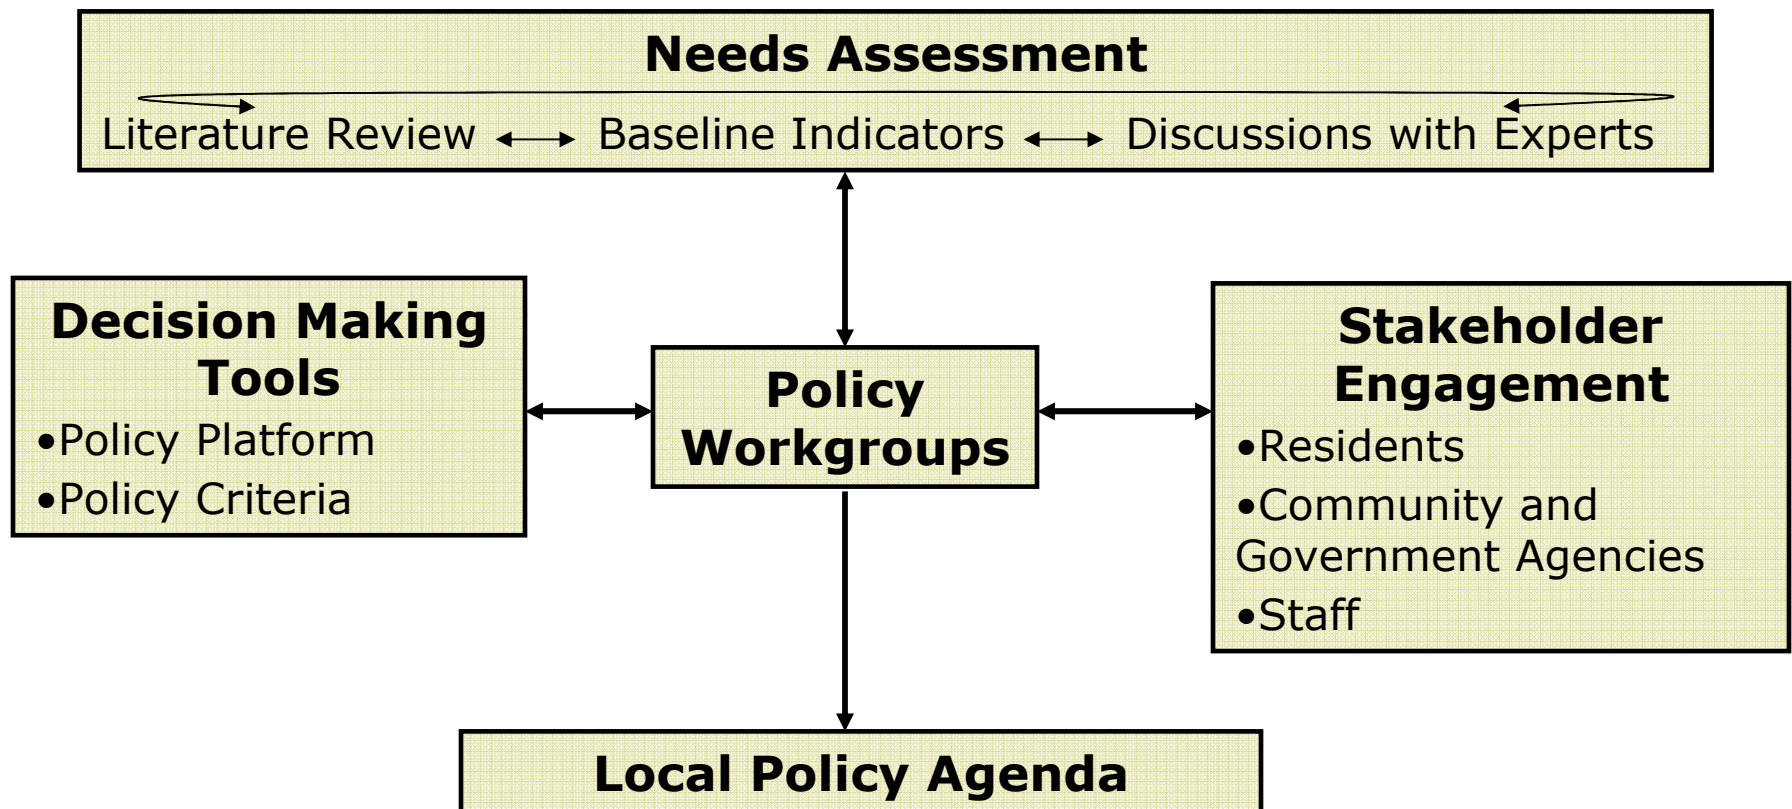 Needs Assessment
Literature Review Baseline Indicators Discussions with Experts
Decision Making
Tools
•Policy Platform
•Policy Criteria
Policy
Workgroups
Stakeholder
Engagement
•Residents
•Community and
Government Agencies
•Staff
Local Policy Agenda